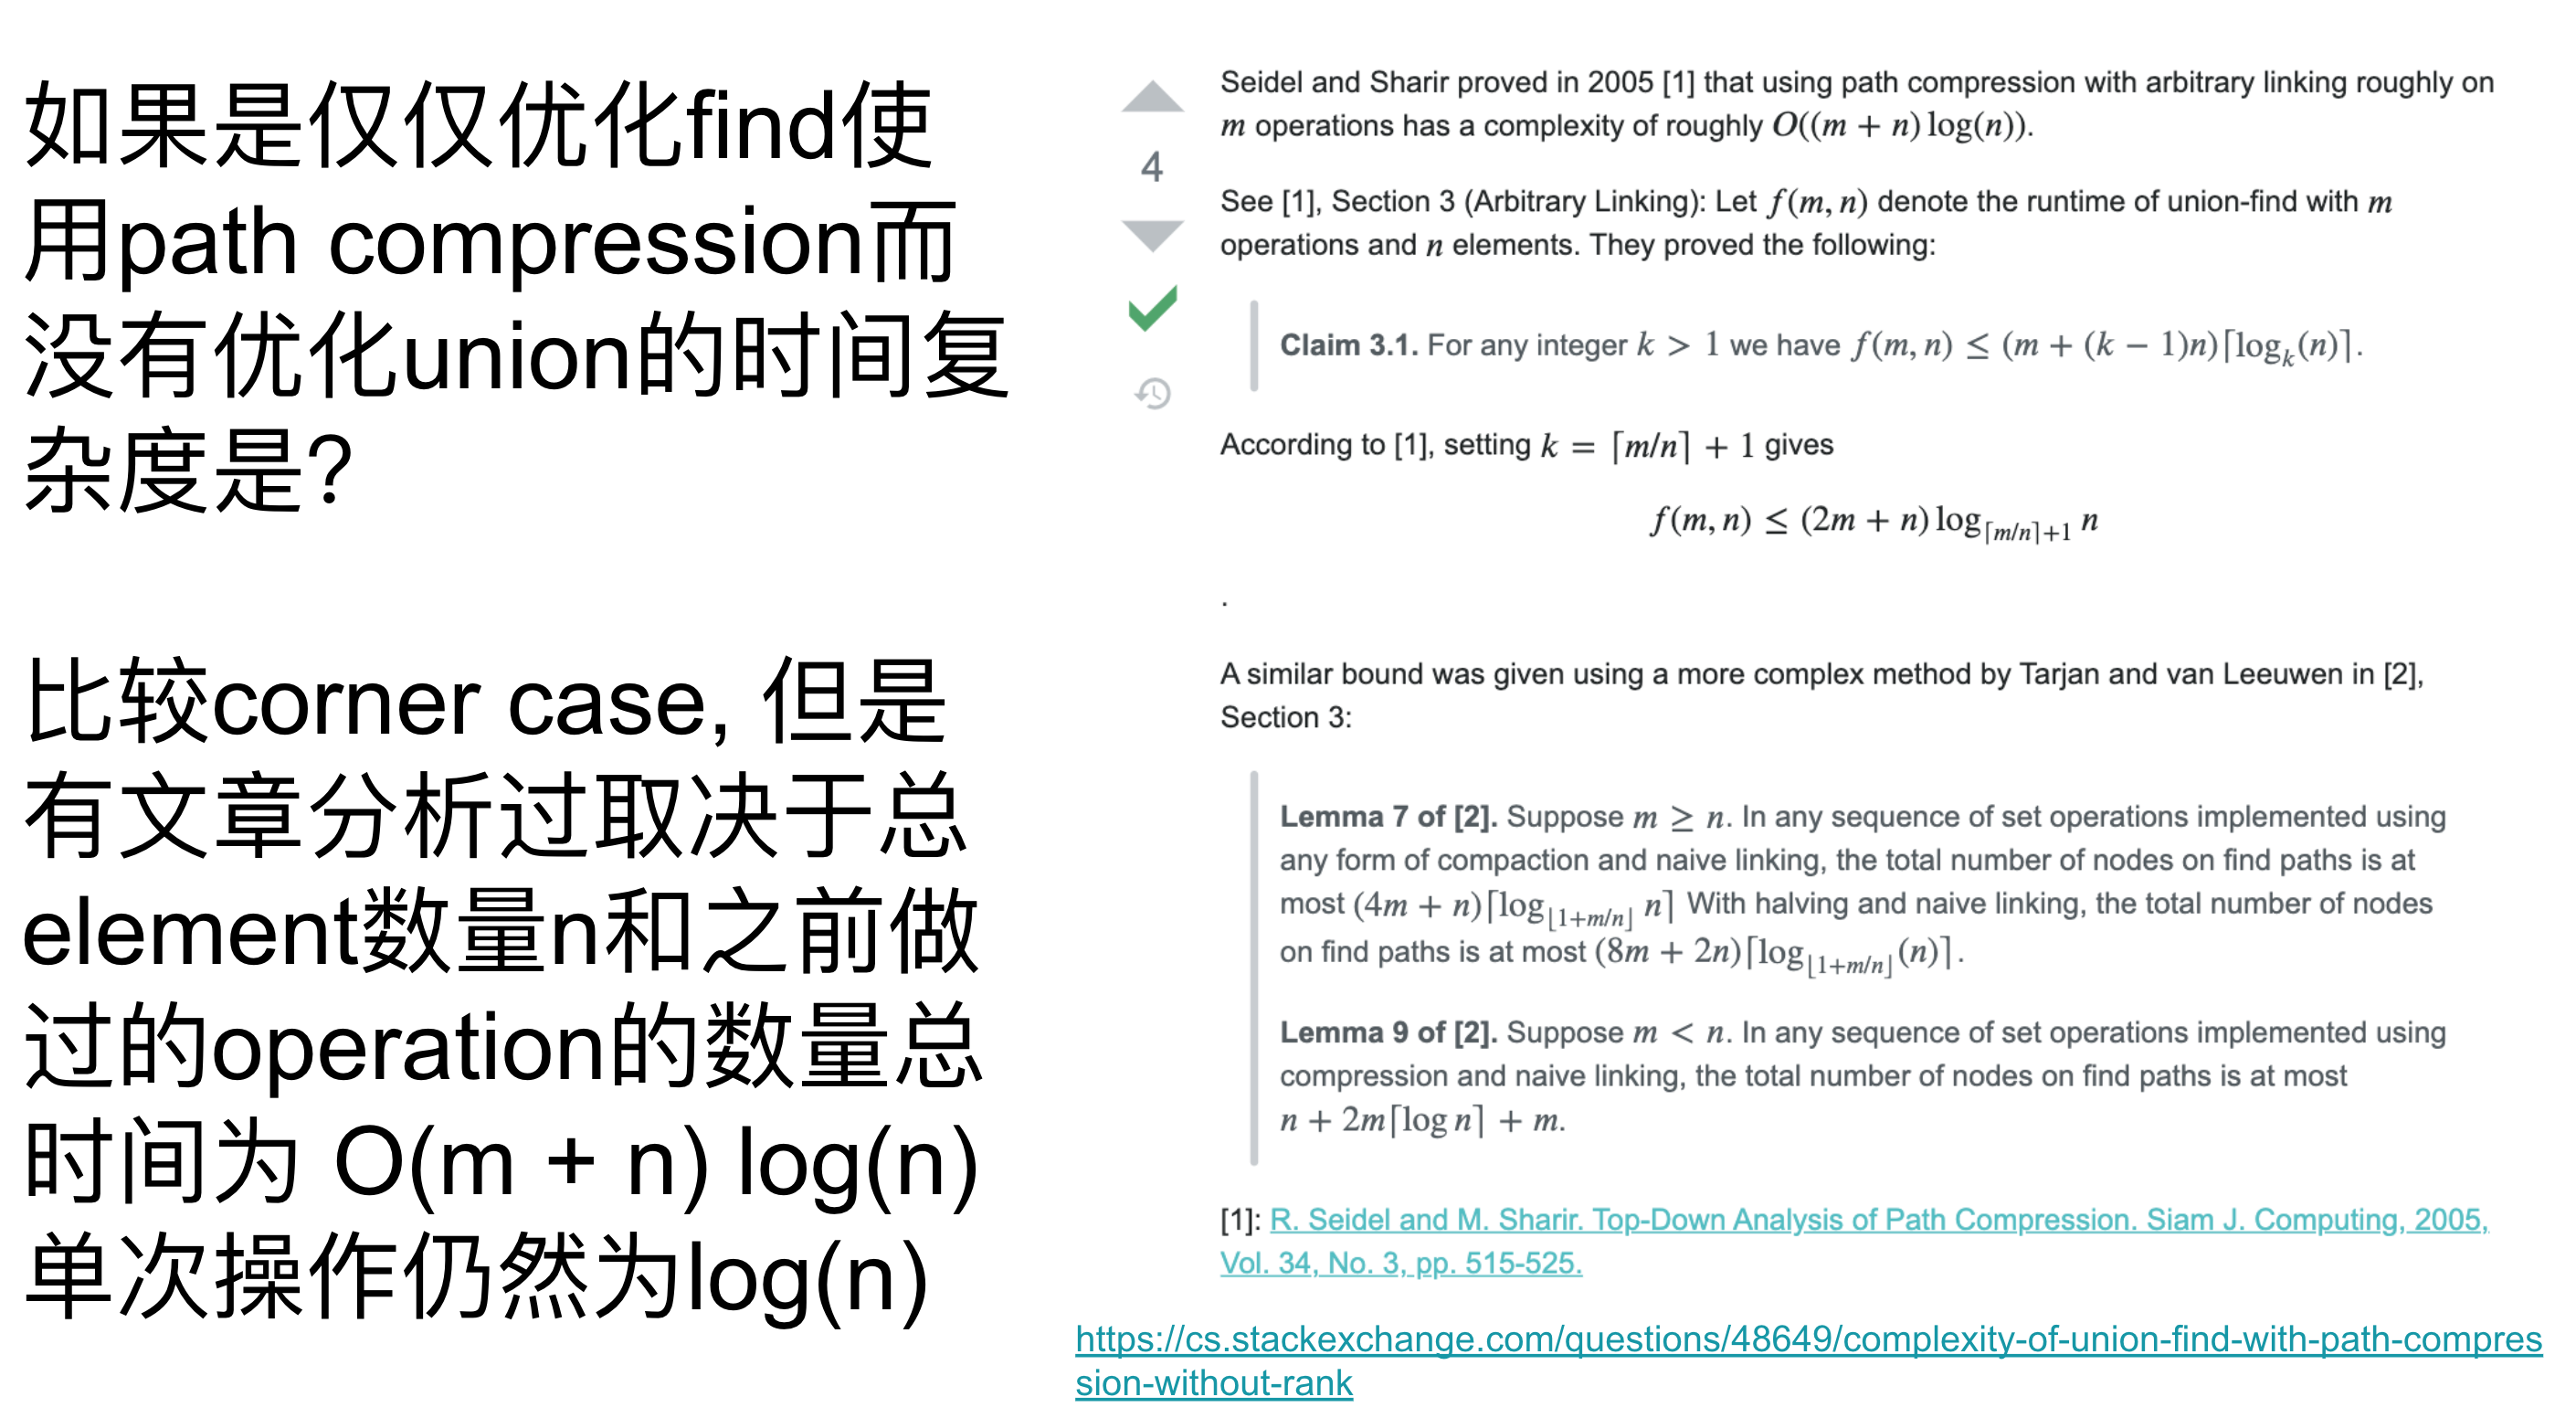 如果是仅仅优化find使
用path compression而
没有优化union的时间复
杂度是?
比较corner case, 但是
有文章分析过取决于总
element数量n和之前做
过的operation的数量总
时间为 O(m + n) log(n)
单次操作仍然为log(n)
4
Seidel and Sharir proved in 2005 [1] that using path compression with arbitrary linking roughly on
m operations has a complexity of roughly O((m + n) log(n)).
See [1], Section 3 (Arbitrary Linking): Let f(m, n) denote the runtime of union-find with m
operations and n elements. They proved the following:
Claim 3.1. For any integer k > 1 we have f(m, n) ≤ (m + (k − 1)n)⌈log_k(n)⌉.
According to [1], setting k = ⌈m/n⌉ + 1 gives
f(m, n) ≤ (2m + n) log_{⌈m/n⌉+1} n
.
A similar bound was given using a more complex method by Tarjan and van Leeuwen in [2],
Section 3:
Lemma 7 of [2]. Suppose m ≥ n. In any sequence of set operations implemented using
any form of compaction and naive linking, the total number of nodes on find paths is at
most (4m + n)⌈log_{⌊1+m/n⌋} n⌉ With halving and naive linking, the total number of nodes
on find paths is at most (8m + 2n)⌈log_{⌊1+m/n⌋}(n)⌉.
Lemma 9 of [2]. Suppose m < n. In any sequence of set operations implemented using
compression and naive linking, the total number of nodes on find paths is at most
n + 2m⌈log n⌉ + m.
[1]: R. Seidel and M. Sharir. Top-Down Analysis of Path Compression. Siam J. Computing, 2005,
Vol. 34, No. 3, pp. 515-525.
https://cs.stackexchange.com/questions/48649/complexity-of-union-find-with-path-compres
sion-without-rank